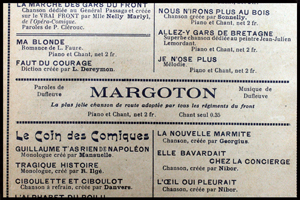 LA MARCHE DES GARS DU FRONT
Chanson dédiée au Général Passaga et créée
sur le VRAI FRONT par Mlle Nelly Marlyl,
de l'Opéra-Comique.
Paroles de P. Clérouc.
MA BLONDE
Romance de L. Faure.
Piano et Chant, net 2 fr.
FAUT DU COURAGE
Diction créée par L. Dereymon.
NOUS N'IRONS PLUS AU BOIS
Chanson créée par Bonnelly.
Piano et Chant, net 2 fr.
ALLEZ-Y GARS DE BRETAGNE
Superbe chanson dédiée au peintre Jean-Julien
Lemordant.
Piano et Chant, net 2 fr.
JE N'OSE PLUS
Mélodie.
Piano et Chant, net 2 fr.
Paroles de
Dufleuve
MARGOTON
Musique de
Dufleuve
La plus jolie chanson de route adoptée par tous les régiments du front
Piano et Chant, net 2 fr. Chant seul 0.35
Le Coin des Comiques
GUILLAUME T'AS RIEN DE NAPOLÉON
Monologue créé par Manuelle.
TRAGIQUE HISTOIRE
Monologue, créé par R. Ilgé.
CIBOULETTE ET CIBOULOT
Chanson à refrain, créée par Danvers.
L'ALPHABET DU POILU
LA NOUVELLE MARMITE
Chanson, créée par Georgius.
ELLE BAVARDAIT
CHEZ LA CONCIERGE
Chanson, créée par Nibor.
L'ŒIL QUI PLEURAIT
Chanson, créée par Nibor.